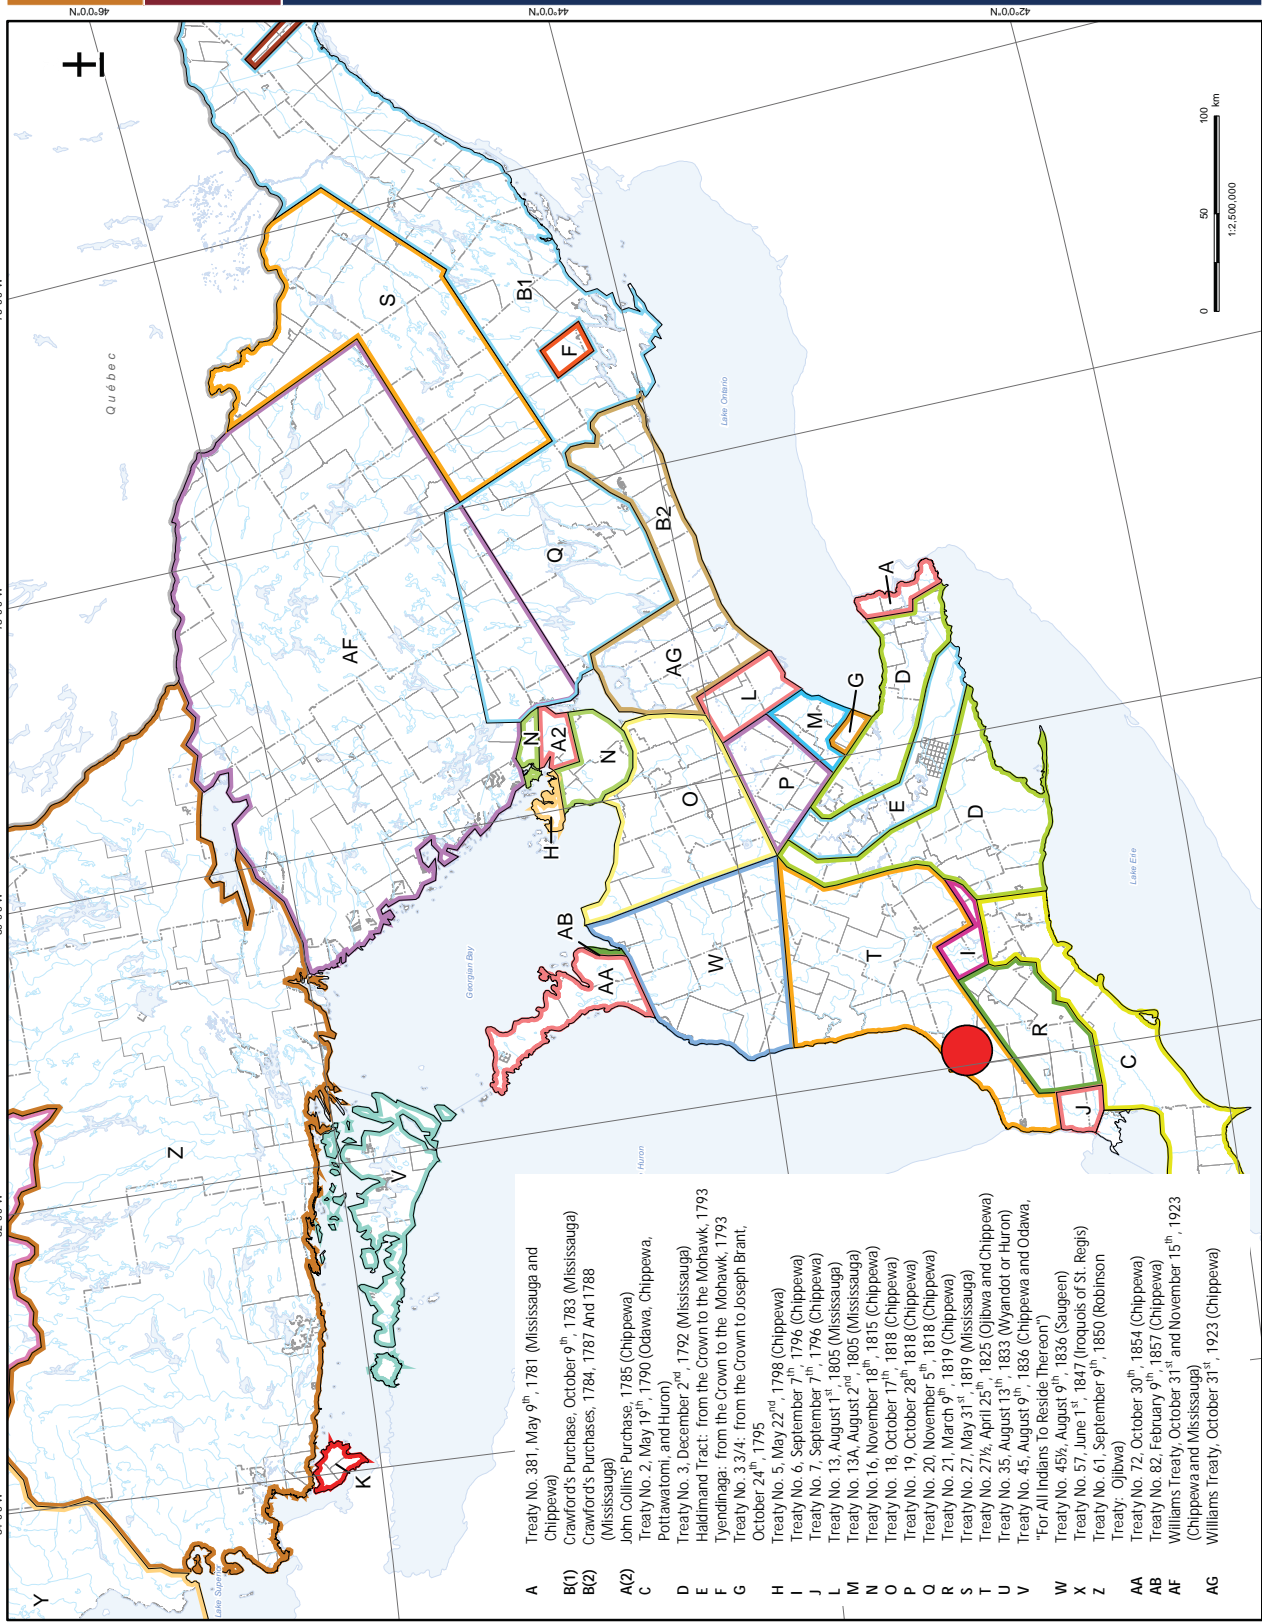 46°0'0"N
44°0'0"N
42°0'0"N
Québec
Lake Ontario
Lake Erie
Georgian Bay
Huron
Lake Superior
Y
Z
K
V
AF
S
B1
F
Q
B2
AG
N
A2
N
H
AB
AA
O
L
M
G
P
A
D
E
D
W
T
I
R
J
C
0 50 100
km
1:2,500,000
A Treaty No. 381, May 9th, 1781 (Mississauga and
Chippewa)
B(1) Crawford's Purchase, October 9th, 1783 (Mississauga)
B(2) Crawford's Purchases, 1784, 1787 And 1788
(Mississauga)
A(2) John Collins' Purchase, 1785 (Chippewa)
C Treaty No. 2, May 19th, 1790 (Odawa, Chippewa,
Pottawatomi, and Huron)
D Treaty No. 3, December 2nd, 1792 (Mississauga)
E Haldimand Tract: from the Crown to the Mohawk, 1793
F Tyendinaga: from the Crown to the Mohawk, 1793
G Treaty No. 3 3/4: from the Crown to Joseph Brant,
October 24th, 1795
H Treaty No. 5, May 22nd, 1798 (Chippewa)
I Treaty No. 6, September 7th, 1796 (Chippewa)
J Treaty No. 7, September 7th, 1796 (Chippewa)
L Treaty No. 13, August 1st, 1805 (Mississauga)
M Treaty No. 13A, August 2nd, 1805 (Mississauga)
N Treaty No. 16, November 18th, 1815 (Chippewa)
O Treaty No. 18, October 17th, 1818 (Chippewa)
P Treaty No. 19, October 28th 1818 (Chippewa)
Q Treaty No. 20, November 5th, 1818 (Chippewa)
R Treaty No. 21, March 9th, 1819 (Chippewa)
S Treaty No. 27, May 31st, 1819 (Mississauga)
T Treaty No. 27½, April 25th, 1825 (Ojibwa and Chippewa)
U Treaty No. 35, August 13th, 1833 (Wyandot or Huron)
V Treaty No. 45, August 9th, 1836 (Chippewa and Odawa,
"For All Indians To Reside Thereon")
W Treaty No. 45½, August 9th, 1836 (Saugeen)
X Treaty No. 57, June 1st, 1847 (Iroquois of St. Regis)
Z Treaty No. 61, September 9th, 1850 (Robinson
Treaty: Ojibwa)
AA Treaty No. 72, October 30th, 1854 (Chippewa)
AB Treaty No. 82, February 9th, 1857 (Chippewa)
AF Williams Treaty, October 31st and November 15th, 1923
(Chippewa and Mississauga)
AG Williams Treaty, October 31st, 1923 (Chippewa)